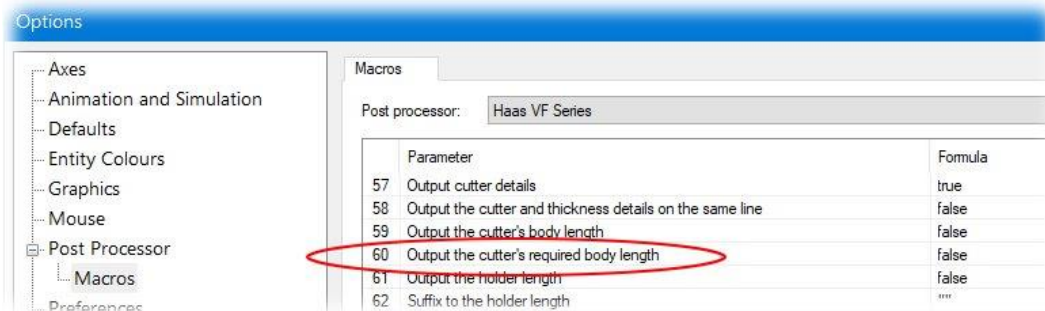 Options
Axes
Animation and Simulation
Defaults
Entity Colours
Graphics
Mouse
Post Processor
Macros
Preferences
Macros
Post processor: Haas VF Series
Parameter Formula
57 Output cutter details true
58 Output the cutter and thickness details on the same line false
59 Output the cutter's body length false
60 Output the cutter's required body length false
61 Output the holder length false
62 Suffix to the holder length ""